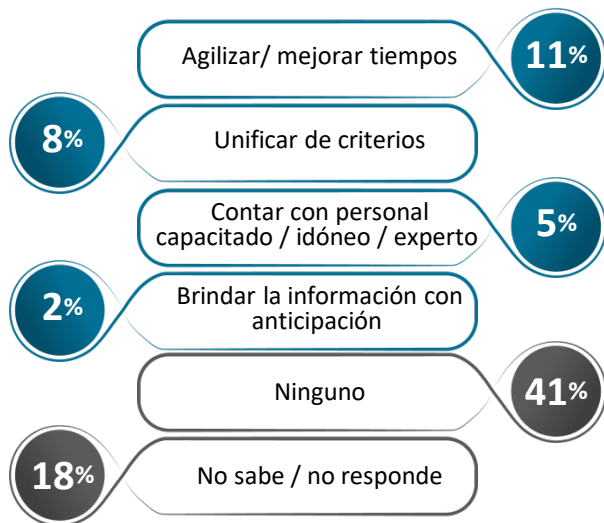 Agilizar/ mejorar tiempos
11%
8%
Unificar de criterios
Contar con personal
capacitado / idóneo / experto
5%
2%
Brindar la información con
anticipación
Ninguno
41%
18%
No sabe / no responde